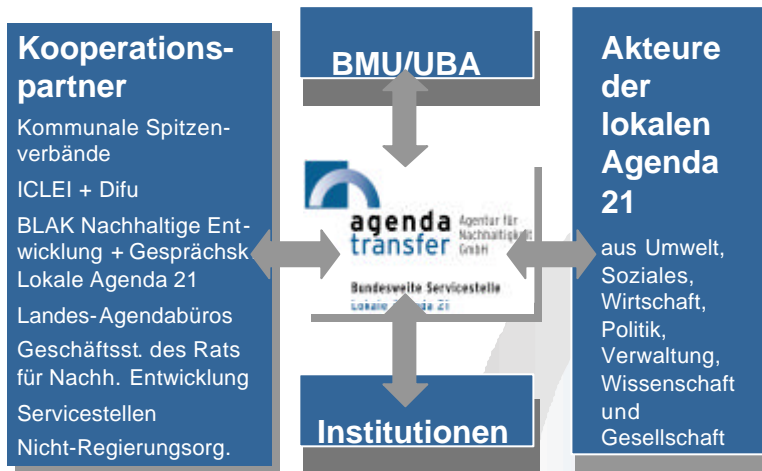 Kooperations-
partner
Kommunale Spitzen-
verbände
ICLEI + Difu
BLAK Nachhaltige Ent-
wicklung + Gesprächsk
Lokale Agenda 21
Landes-Agendabüros
Geschäftsst. des Rats
für Nachh. Entwicklung
Servicestellen
Nicht-Regierungsorg.
BMU/UBA
agenda
transfer
Agentur für
Nachhaltigkeit
GmbH
Bundesweite Servicestelle
Lokale Agenda 21
Institutionen
Akteure
der
lokalen
Agenda
21
aus Umwelt,
Soziales,
Wirtschaft,
Politik,
Verwaltung,
Wissenschaft
und
Gesellschaft